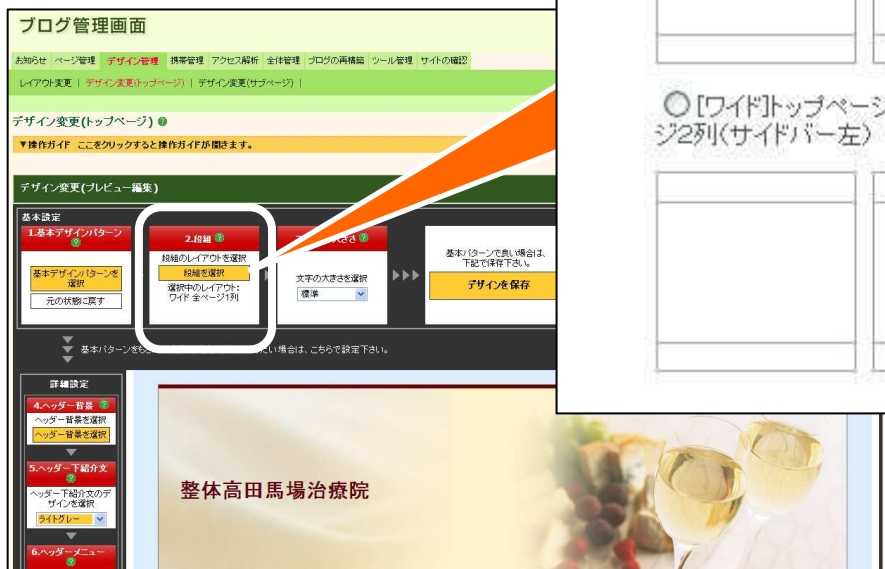 ブログ管理画面
お知らせ ページ管理 デザイン管理 携帯管理 アクセス解析 全体管理 ブログの再構築 ツール管理 サイトの確認
レイアウト変更 | デザイン変更(トップページ) | デザイン変更(サブページ) |
デザイン変更(トップページ)
▼操作ガイド ここをクリックすると操作ガイドが開きます。
デザイン変更(プレビュー編集)
基本設定
1.基本デザインパターン
基本デザインパターンを
選択
元の状態に戻す
2.段組
段組のレイアウトを選択
段組を選択
選択中のレイアウト:
ワイド 全ページ1列
大きさ
文字の大きさを選択
標準
基本パターンで良い場合は、
下記で保存下さい。
デザインを保存
基本パターンをも
たい場合は、こちらで設定下さい。
詳細設定
4.ヘッダー背景
ヘッダー背景を選択
ヘッダー背景を選択
5.ヘッダー下紹介文
ヘッダー下紹介文のデ
ザインを選択
ライトグレー
6.ヘッダーメニュー
整体高田馬場治療院
[ワイド]トップページ
ジ2列(サイドバー左)